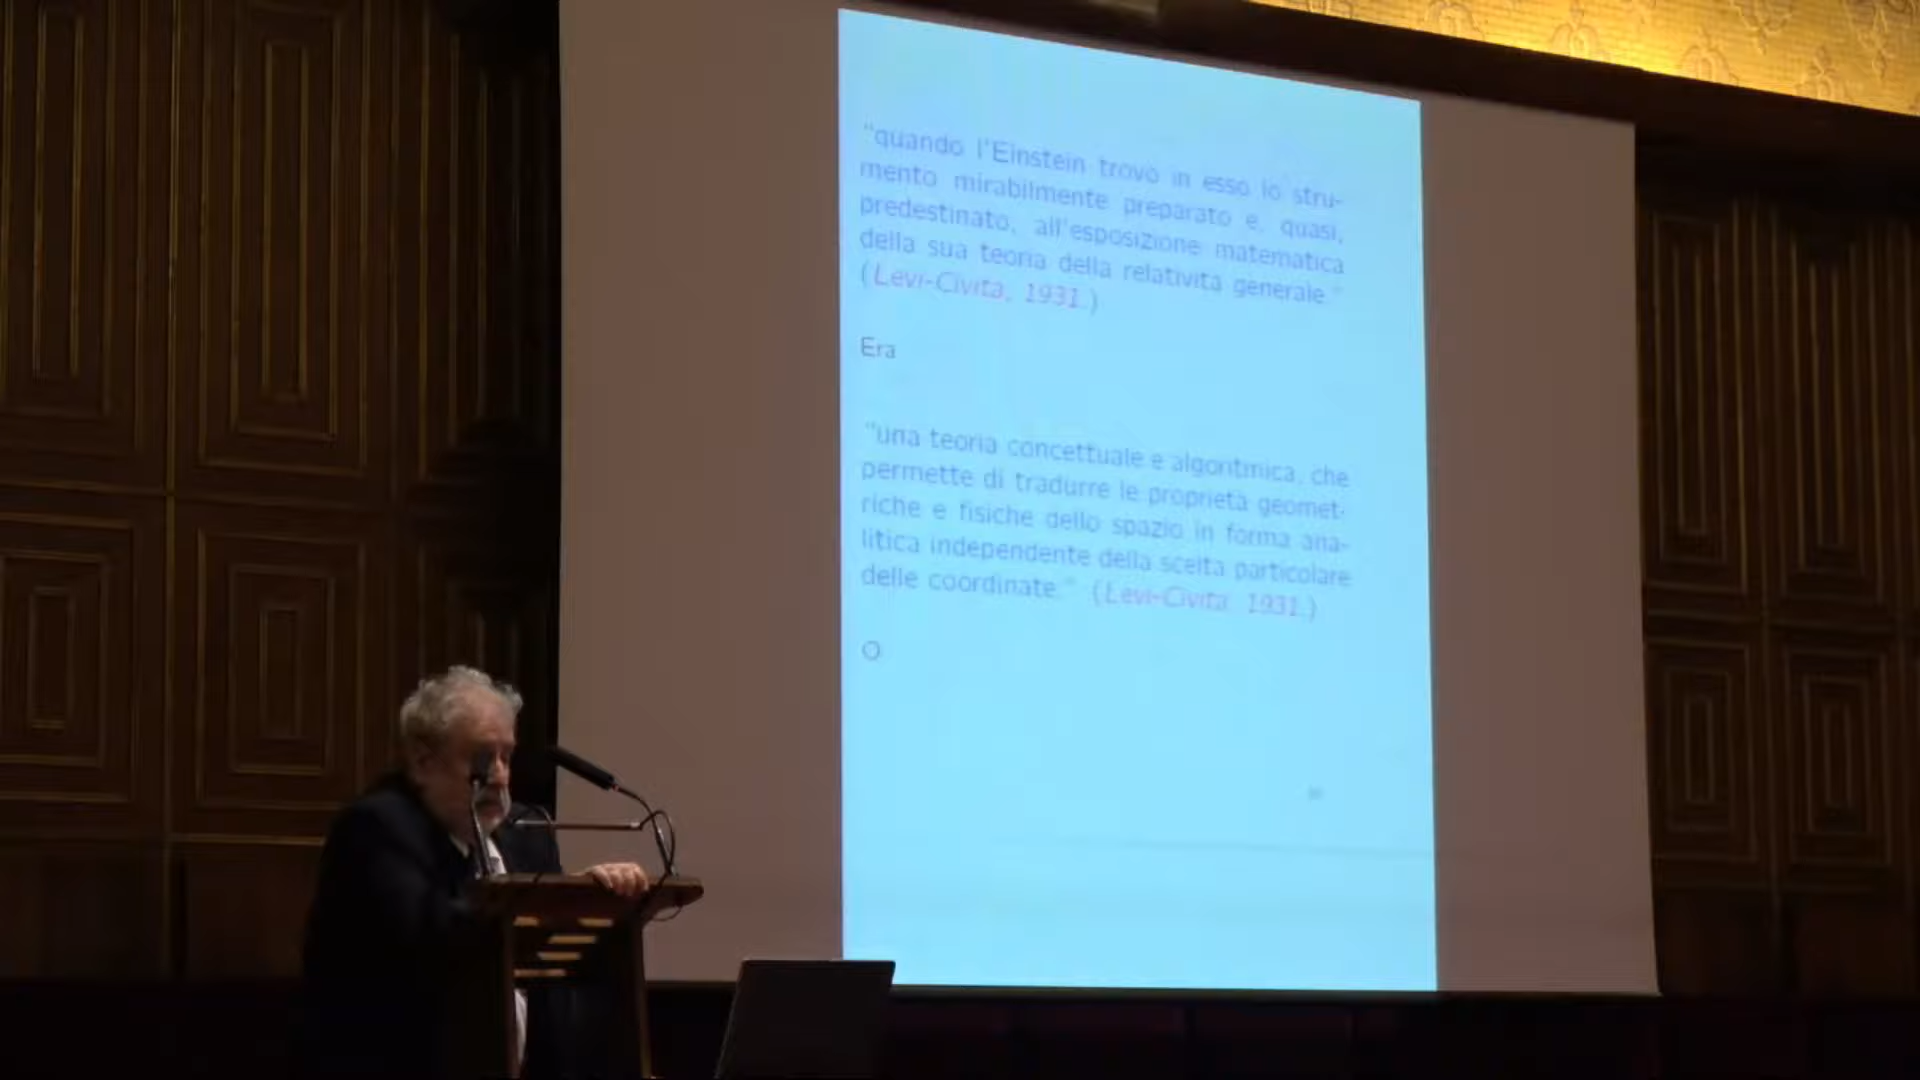 "quando l'Einstein trovò in esso lo stru-
mento mirabilmente preparato e, quasi,
predestinato, all'esposizione matematica
della sua teoria della relatività generale."
(Levi-Civita, 1931.)
Era
"una teoria concettuale e algoritmica, che
permette di tradurre le proprietà geomet-
riche e fisiche dello spazio in forma ana-
litica independente della scelta particolare
delle coordinate." (Levi-Civita, 1931.)
O